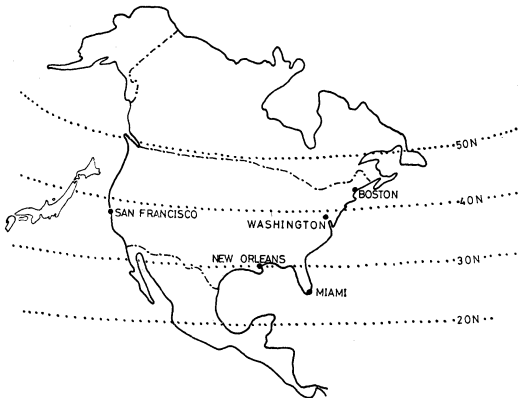 50N
BOSTON
40N
SAN FRANCISCO
WASHINGTON
NEW ORLEANS
30N
MIAMI
20N